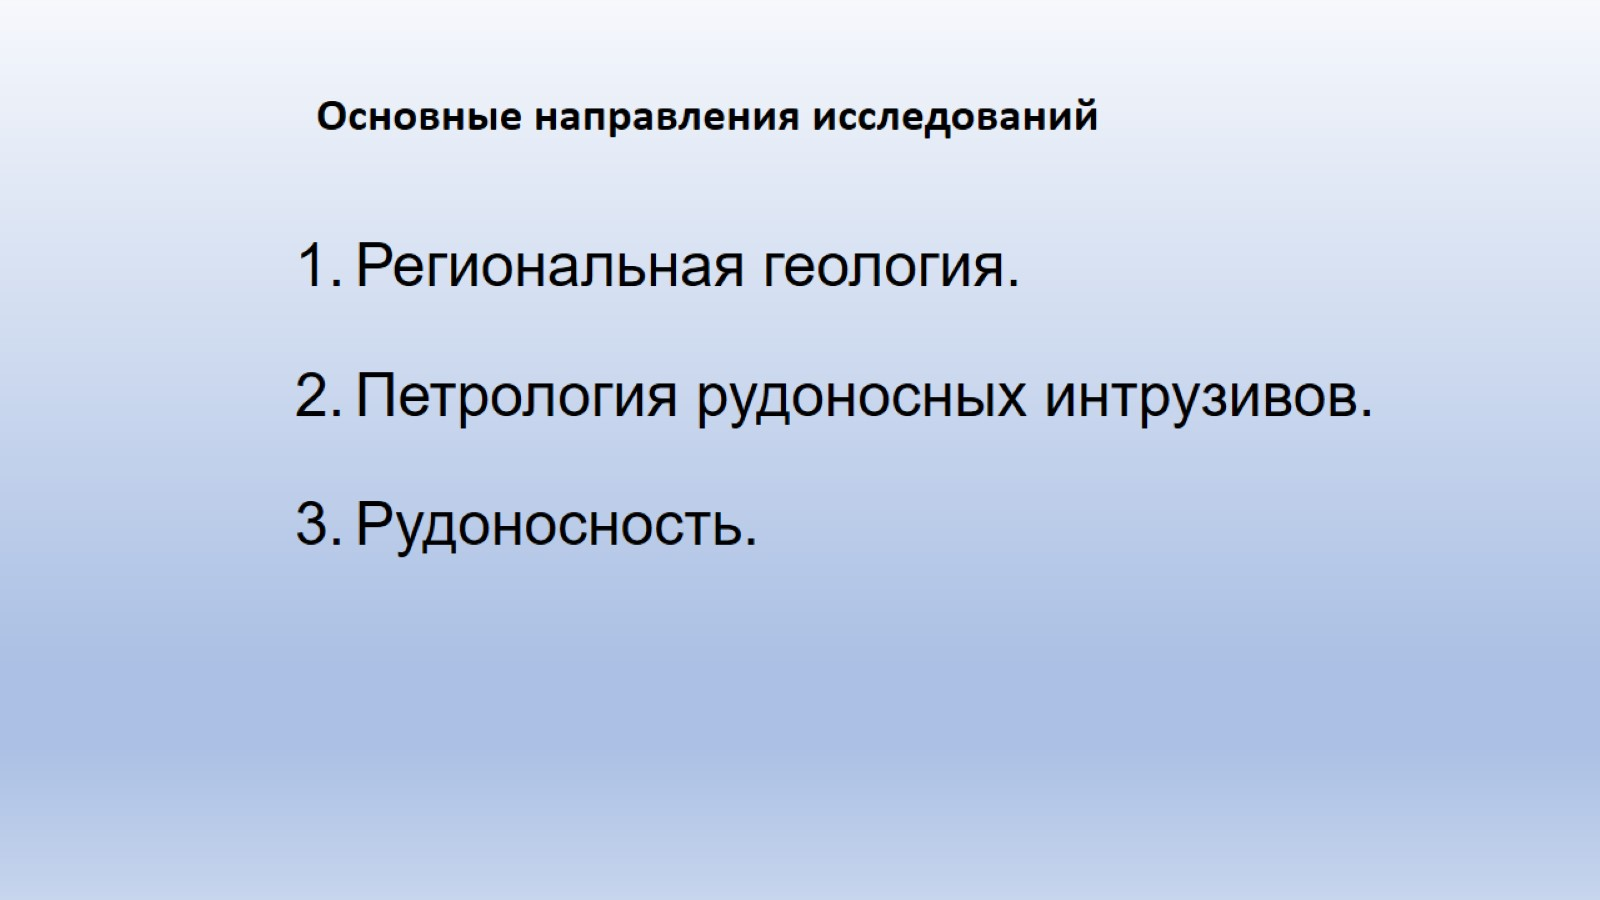 Основные направления исследований
1. Региональная геология.
2. Петрология рудоносных интрузивов.
3. Рудоносность.